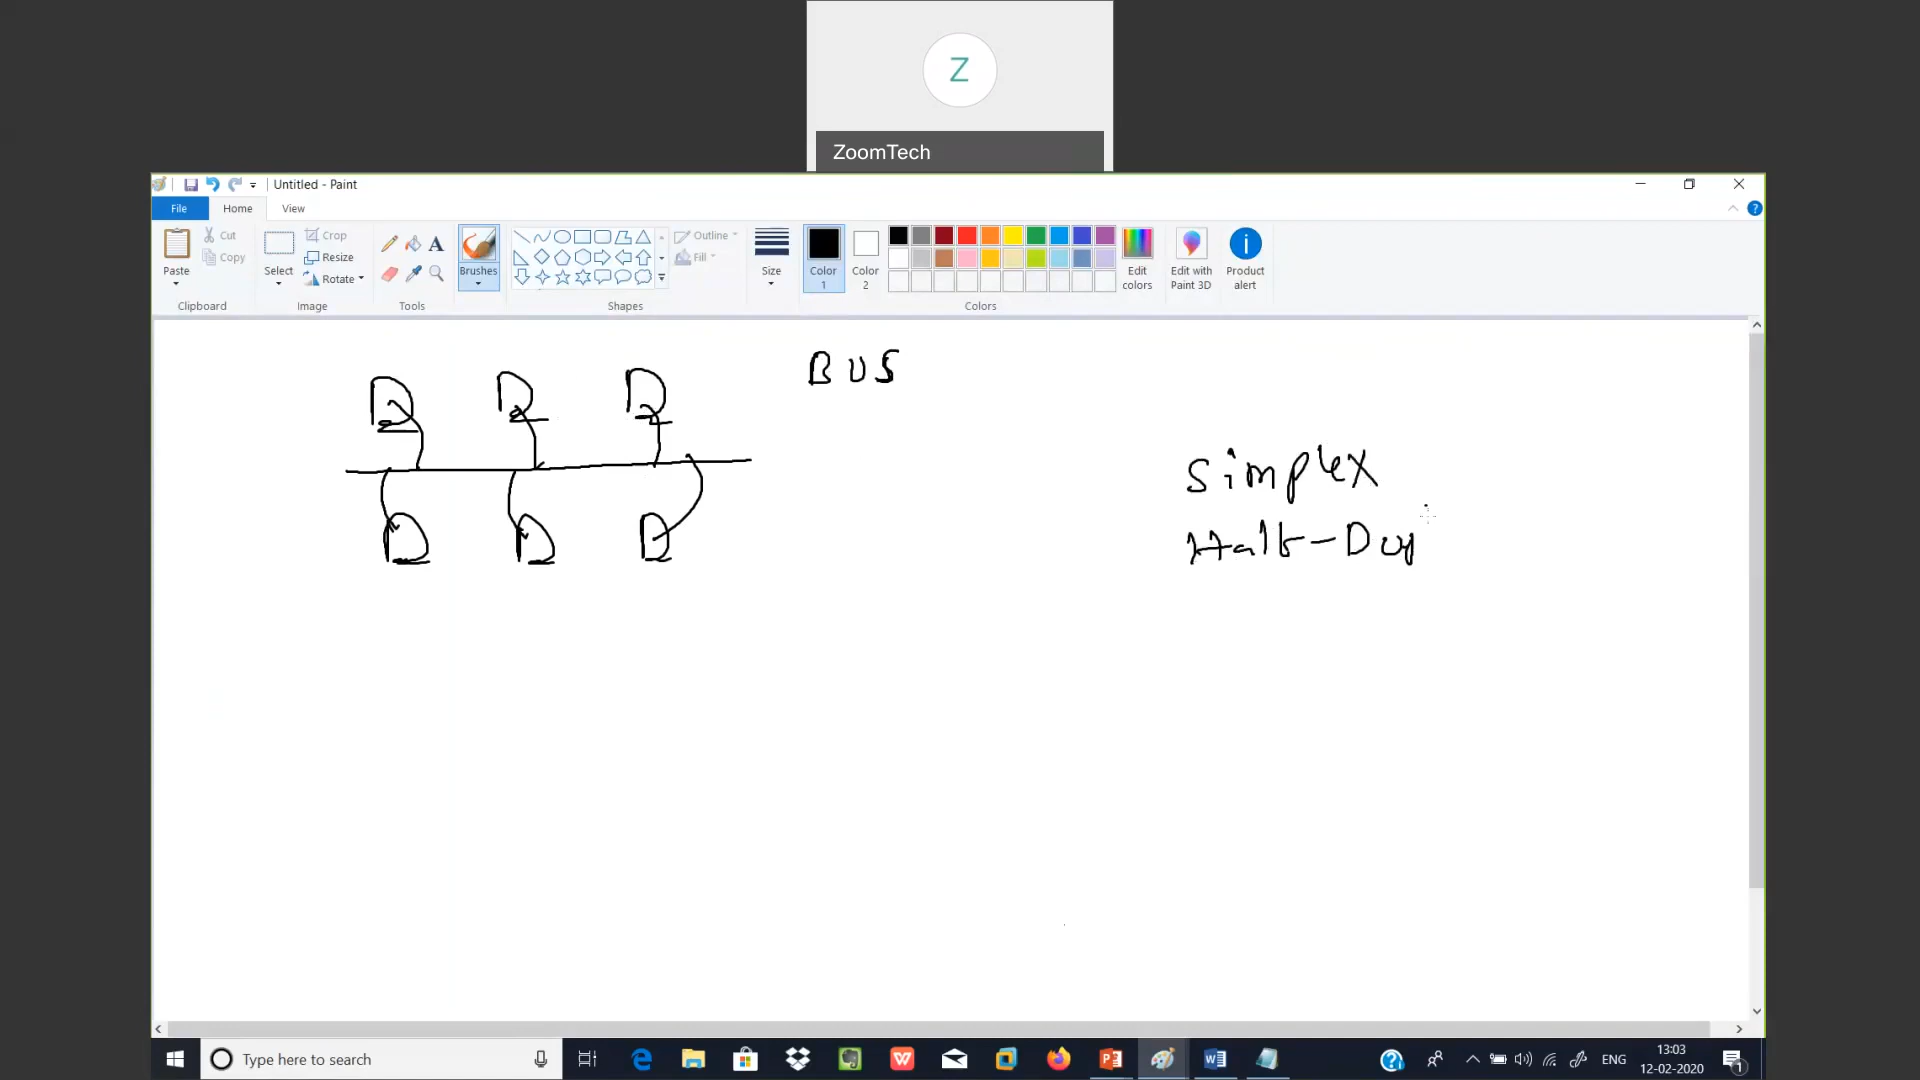 Z
ZoomTech
Untitled - Paint
File Home View
Paste
Cut
Copy
Clipboard
Select
Crop
Resize
Rotate
Image
A
Tools
Brushes
Outline
Fill
Shapes
Size
Color 1
Color 2
Edit colors
Colors
Edit with Paint 3D
Product alert
BUS
D D D
D D D
Simplex
Half-Dup
Type here to search
ENG
13:03
12-02-2020
1